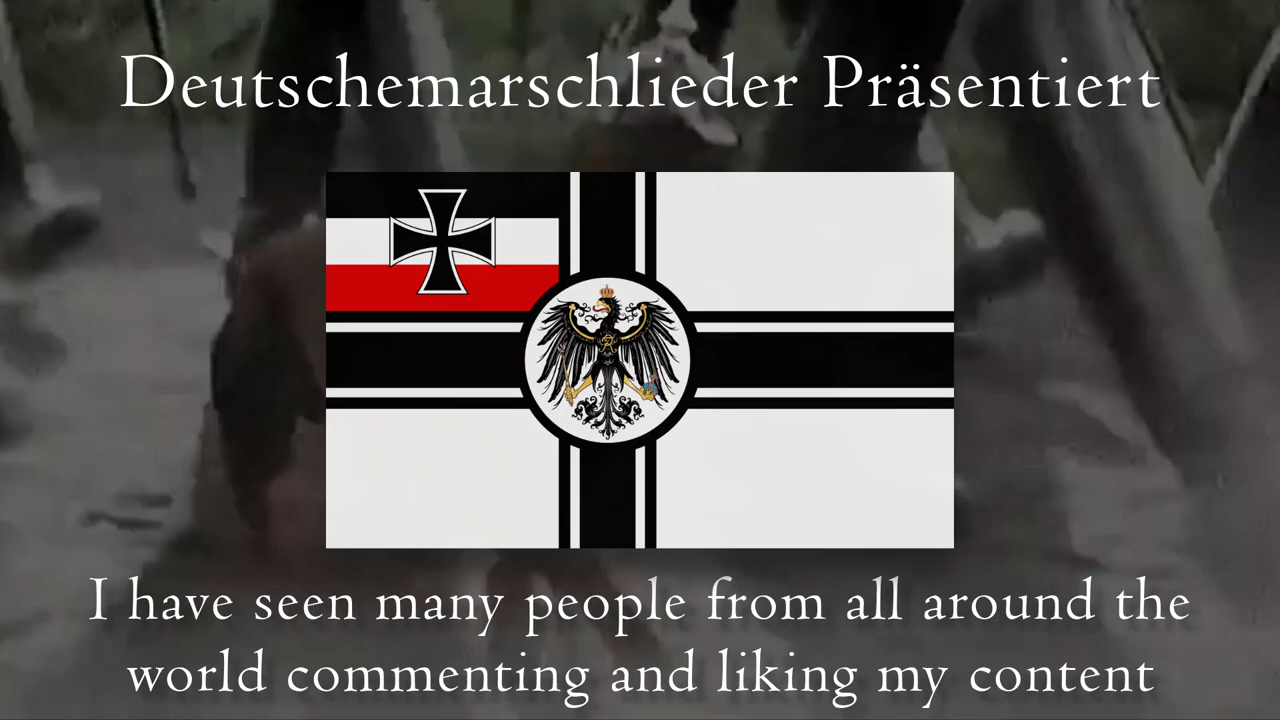 Deutschemarschlieder Präsentiert
I have seen many people from all around the
world commenting and liking my content